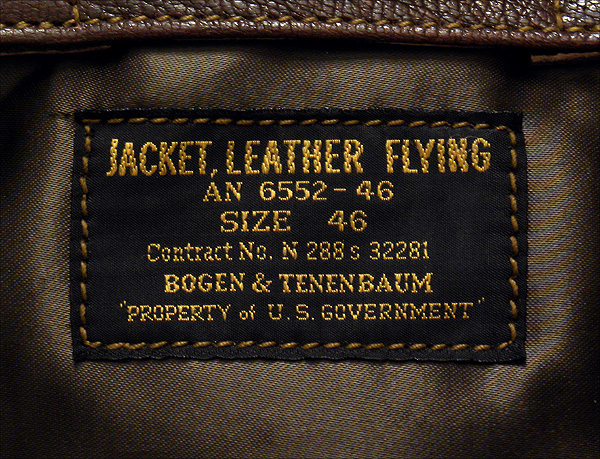 JACKET, LEATHER FLYING
AN 6552-46
SIZE 46
Contract No. N 288 s 32281
BOGEN & TENENBAUM
"PROPERTY of U.S. GOVERNMENT"